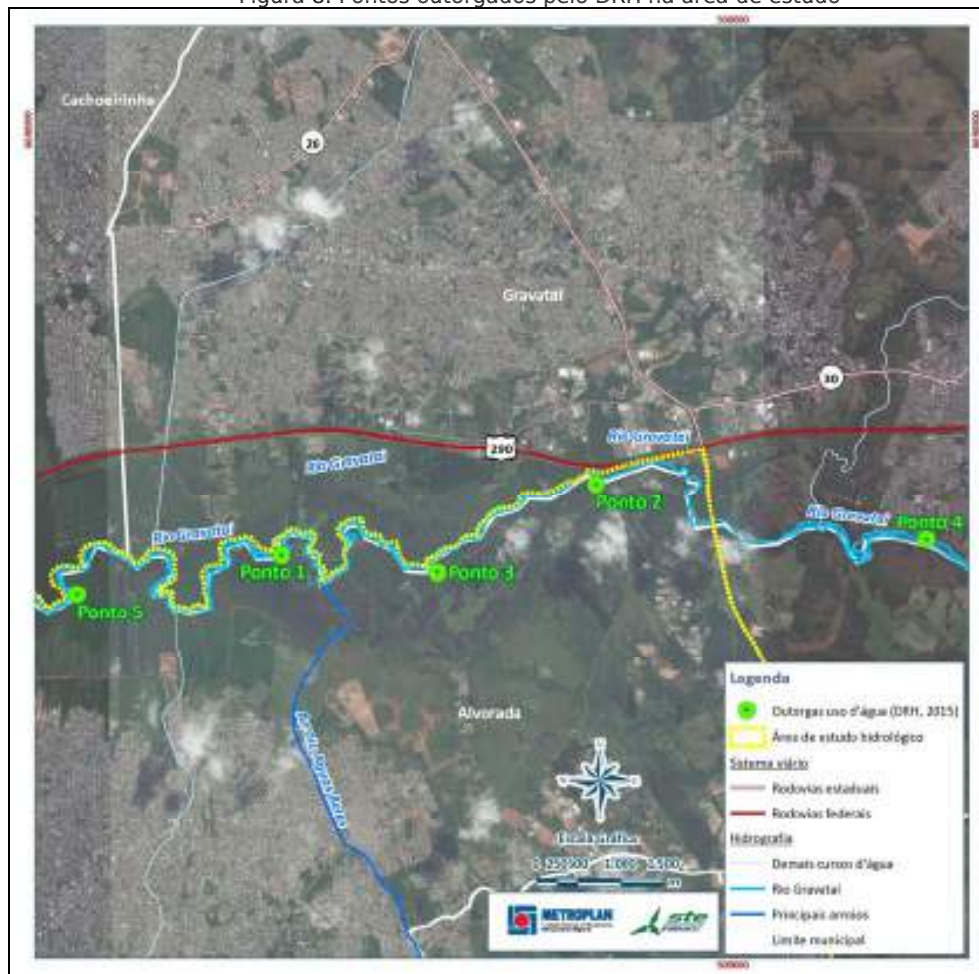 Figura 8. Pontos outorgados pelo DRH na área de estudo
Cachoeirinha
26
Gravataí
30
290
Rio Gravataí
Rio Gravataí
Rio Gravataí
Rio Gravataí
Ponto 2
Ponto 4
Ponto 1
Ponto 3
Ponto 5
Alvorada
Legenda
Outorgas uso d'água (DRH, 2015)
Área de estudo hidrológico
Sistema viário
Rodovias estaduais
Rodovias federais
Hidrografia
Demais cursos d'água
Rio Gravataí
Principais arroios
Limite municipal
Escala Gráfica
m
METROPLAN
ste